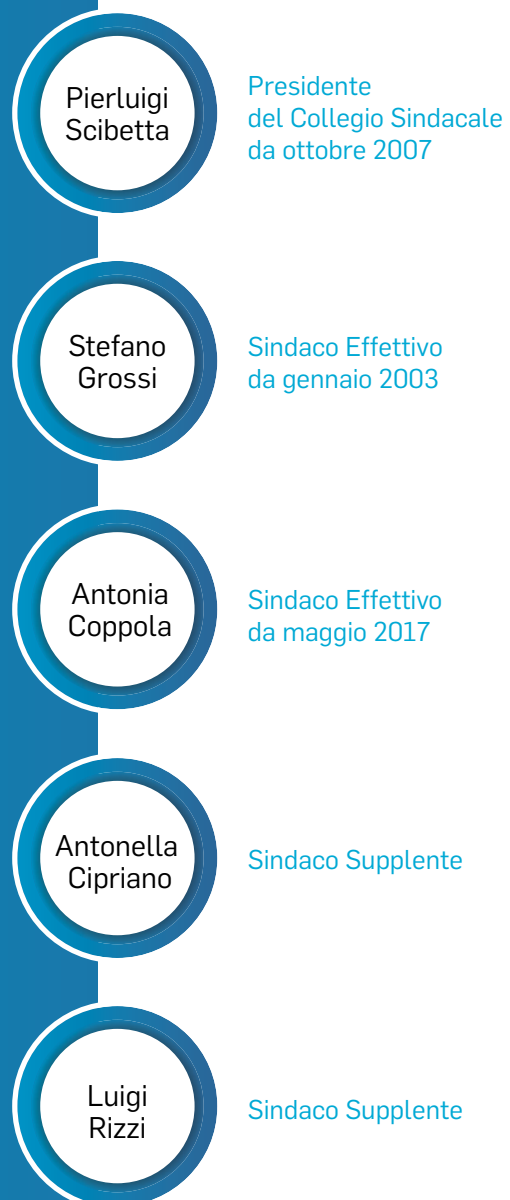 Pierluigi
Scibetta
Presidente
del Collegio Sindacale
da ottobre 2007
Stefano
Grossi
Sindaco Effettivo
da gennaio 2003
Antonia
Coppola
Sindaco Effettivo
da maggio 2017
Antonella
Cipriano
Sindaco Supplente
Luigi
Rizzi
Sindaco Supplente